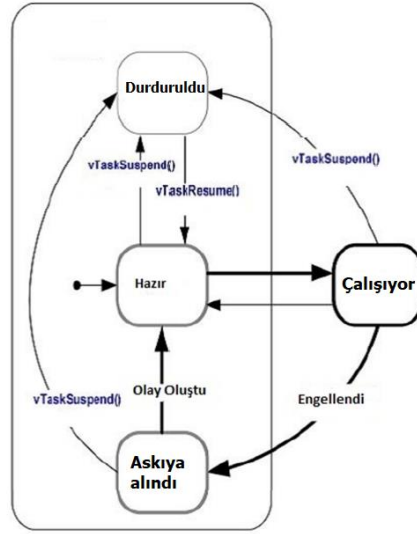 Durduruldu
vTaskSuspend()
vTaskSuspend()
vTaskResume()
Hazır
Çalışıyor
Olay Oluştu
vTaskSuspend()
Engellendi
Askıya
alındı